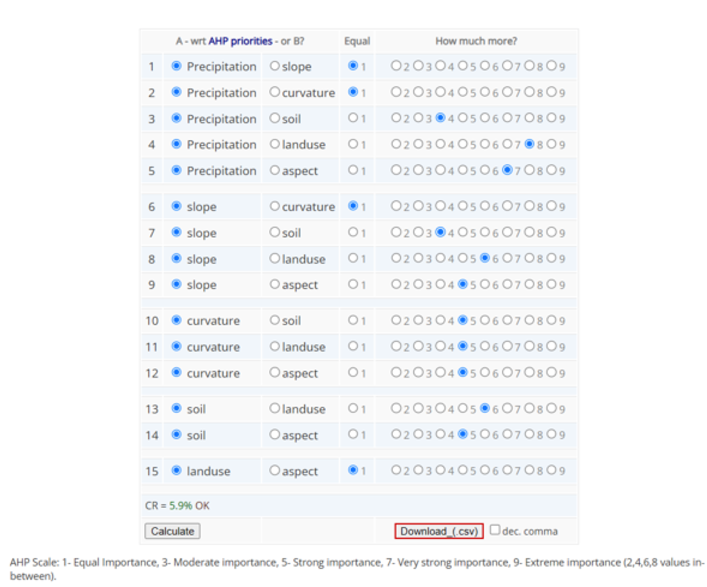 A - wrt AHP priorities - or B? Equal How much more?
1 Precipitation slope 1 2 3 4 5 6 7 8 9
2 Precipitation curvature 1 2 3 4 5 6 7 8 9
3 Precipitation soil 1 2 3 4 5 6 7 8 9
4 Precipitation landuse 1 2 3 4 5 6 7 8 9
5 Precipitation aspect 1 2 3 4 5 6 7 8 9
6 slope curvature 1 2 3 4 5 6 7 8 9
7 slope soil 1 2 3 4 5 6 7 8 9
8 slope landuse 1 2 3 4 5 6 7 8 9
9 slope aspect 1 2 3 4 5 6 7 8 9
10 curvature soil 1 2 3 4 5 6 7 8 9
11 curvature landuse 1 2 3 4 5 6 7 8 9
12 curvature aspect 1 2 3 4 5 6 7 8 9
13 soil landuse 1 2 3 4 5 6 7 8 9
14 soil aspect 1 2 3 4 5 6 7 8 9
15 landuse aspect 1 2 3 4 5 6 7 8 9
CR = 5.9% OK
Calculate Download_(.csv) dec. comma
AHP Scale: 1- Equal Importance, 3- Moderate importance, 5- Strong importance, 7- Very strong importance, 9- Extreme importance (2,4,6,8 values in-
between).